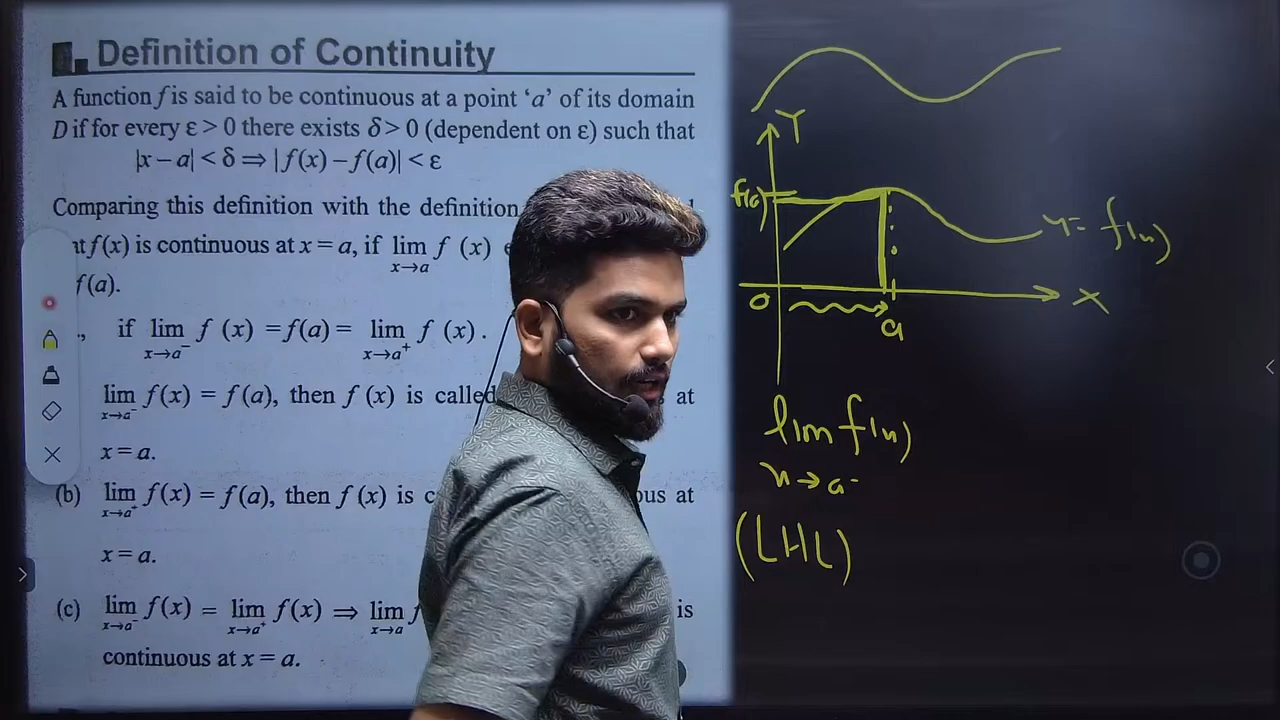 Definition of Continuity
A function f is said to be continuous at a point ‘a’ of its domain
D if for every ε > 0 there exists δ > 0 (dependent on ε) such that
|x – a| < δ ⇒ | f(x) – f(a)| < ε
Comparing this definition with the definition
f(x) is continuous at x = a, if lim f (x)
x→a
f(a).
if lim f (x) = f(a) = lim f (x).
x→a⁻ x→a⁺
lim f(x) = f(a), then f (x) is called at
x→a⁻
x = a.
(b) lim f(x) = f(a), then f (x) is at
x→a⁺
x = a.
(c) lim f(x) = lim f(x) ⇒ lim is
x→a⁻ x→a⁺ x→a
continuous at x = a.
Y
f(a)
y = f(x)
O
a
X
lim f(x)
x→a⁻
(LHL)